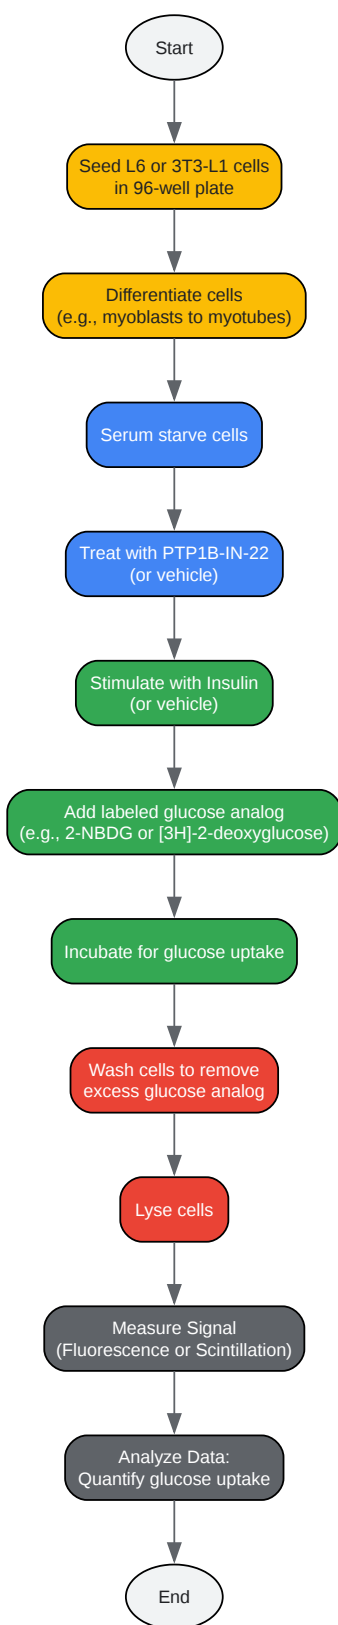 Start
Seed L6 or 3T3-L1 cells
in 96-well plate
Differentiate cells
(e.g., myoblasts to myotubes)
Serum starve cells
Treat with PTP1B-IN-22
(or vehicle)
Stimulate with Insulin
(or vehicle)
Add labeled glucose analog
(e.g., 2-NBDG or [3H]-2-deoxyglucose)
Incubate for glucose uptake
Wash cells to remove
excess glucose analog
Lyse cells
Measure Signal
(Fluorescence or Scintillation)
Analyze Data:
Quantify glucose uptake
End